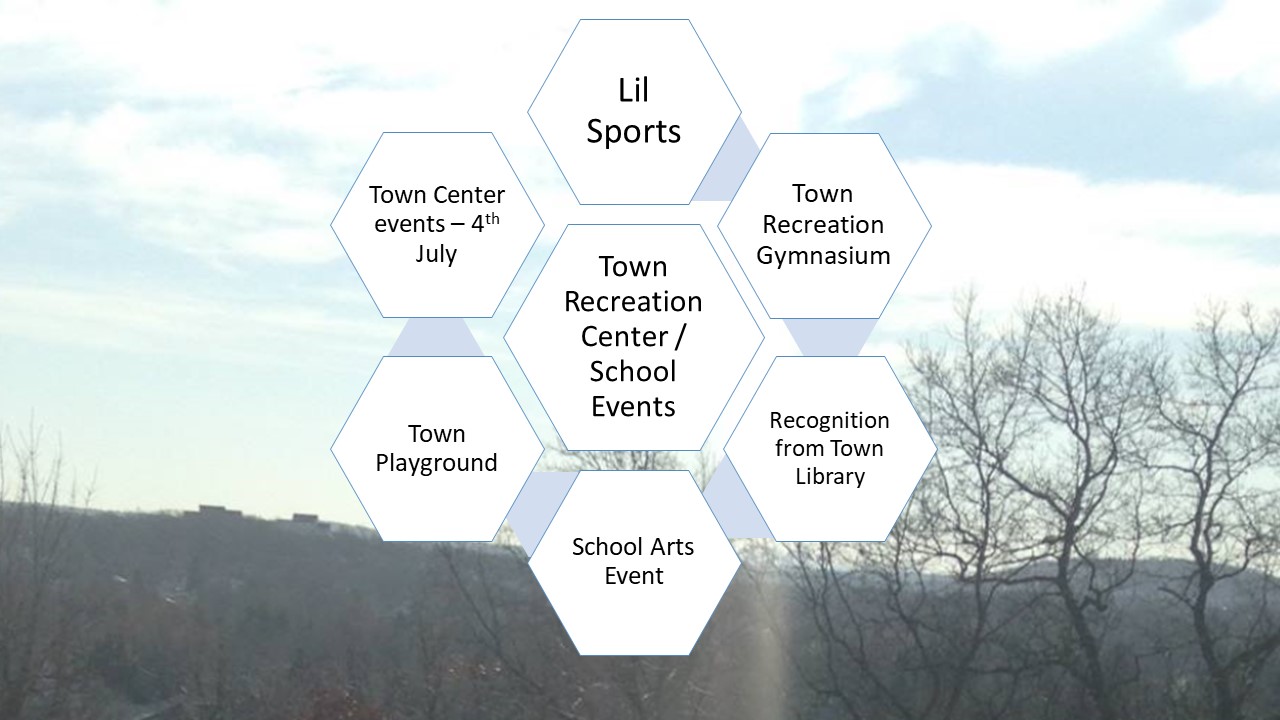 Lil
Sports
Town Center
events – 4th
July
Town
Recreation
Gymnasium
Town
Recreation
Center /
School
Events
Town
Playground
Recognition
from Town
Library
School Arts
Event